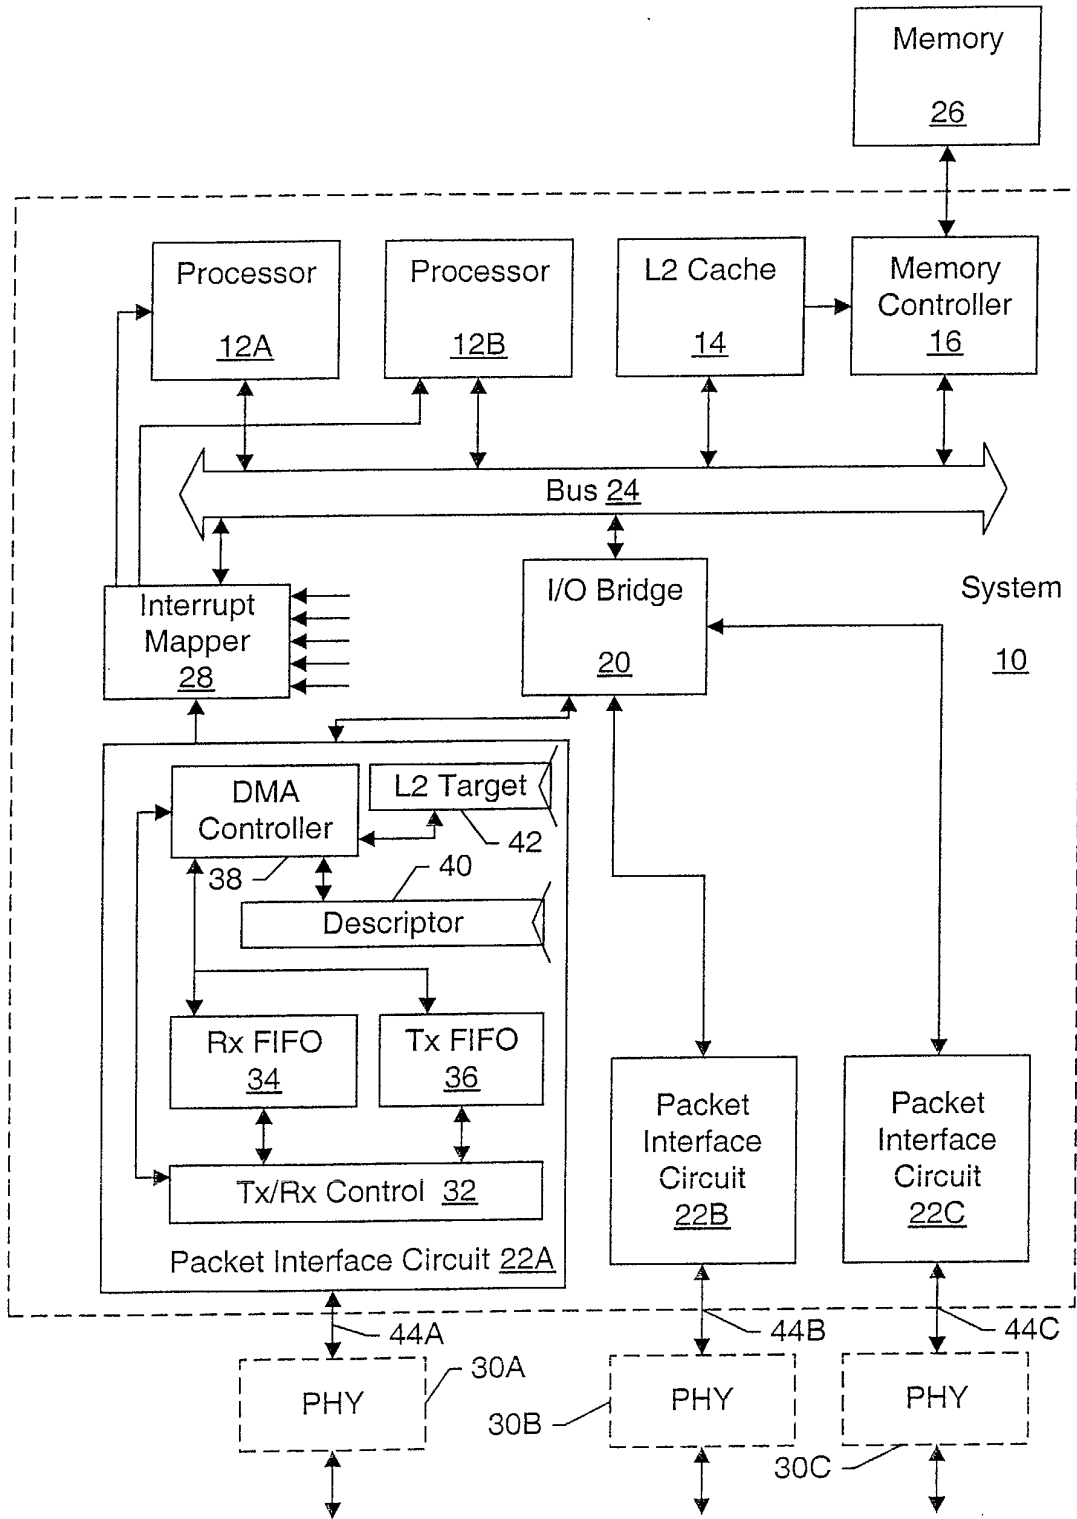 Memory
26
Processor
12A
Processor
12B
L2 Cache
14
Memory
Controller
16
Bus 24
Interrupt
Mapper
28
I/O Bridge
20
System
10
DMA
Controller
38
L2 Target
42
40
Descriptor
Rx FIFO
34
Tx FIFO
36
Tx/Rx Control 32
Packet Interface Circuit 22A
Packet
Interface
Circuit
22B
Packet
Interface
Circuit
22C
44A
44B
44C
PHY
30A
PHY
30B
PHY
30C